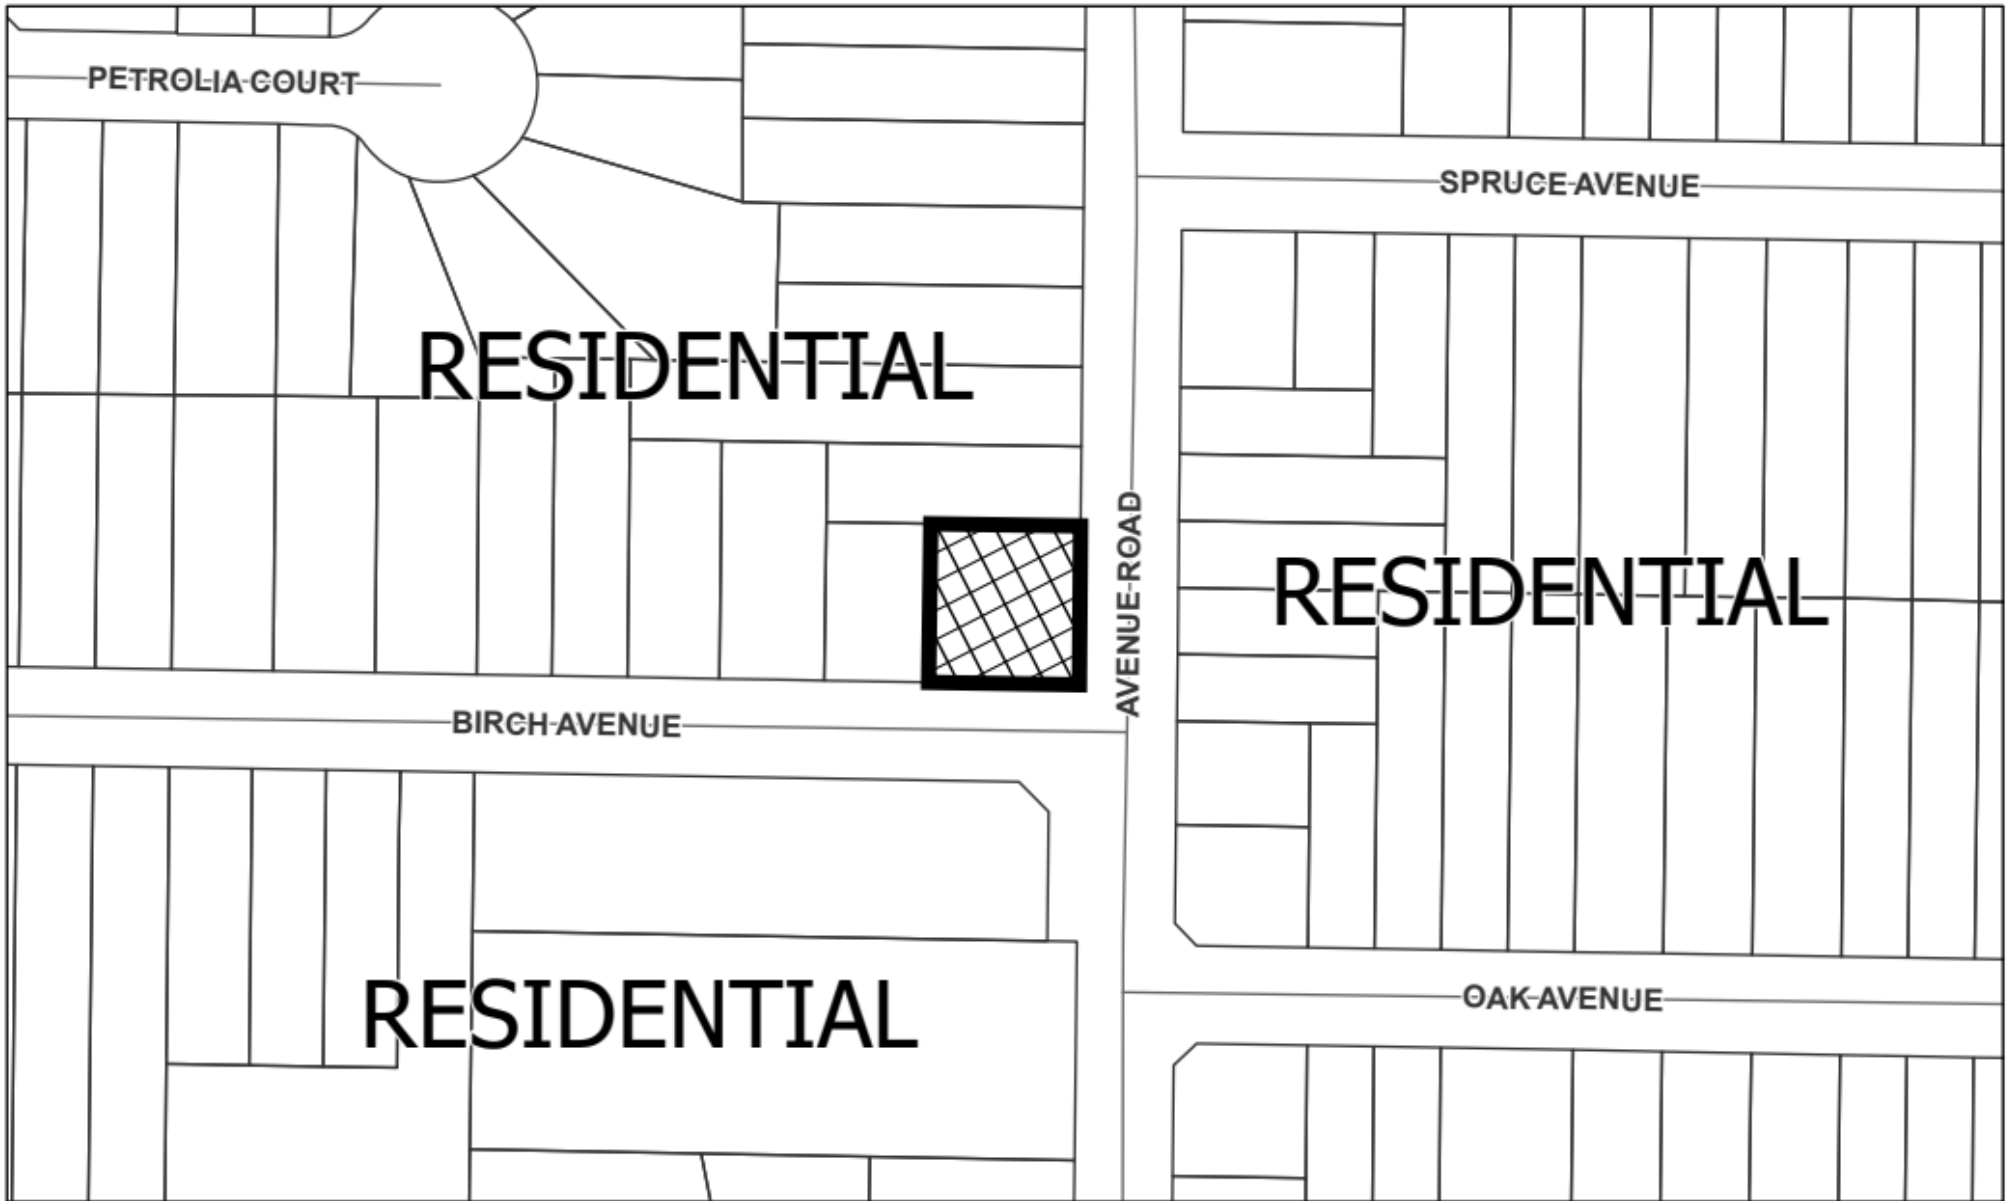 PETROLIA COURT
SPRUCE AVENUE
RESIDENTIAL
AVENUE ROAD
RESIDENTIAL
BIRCH AVENUE
RESIDENTIAL
OAK AVENUE